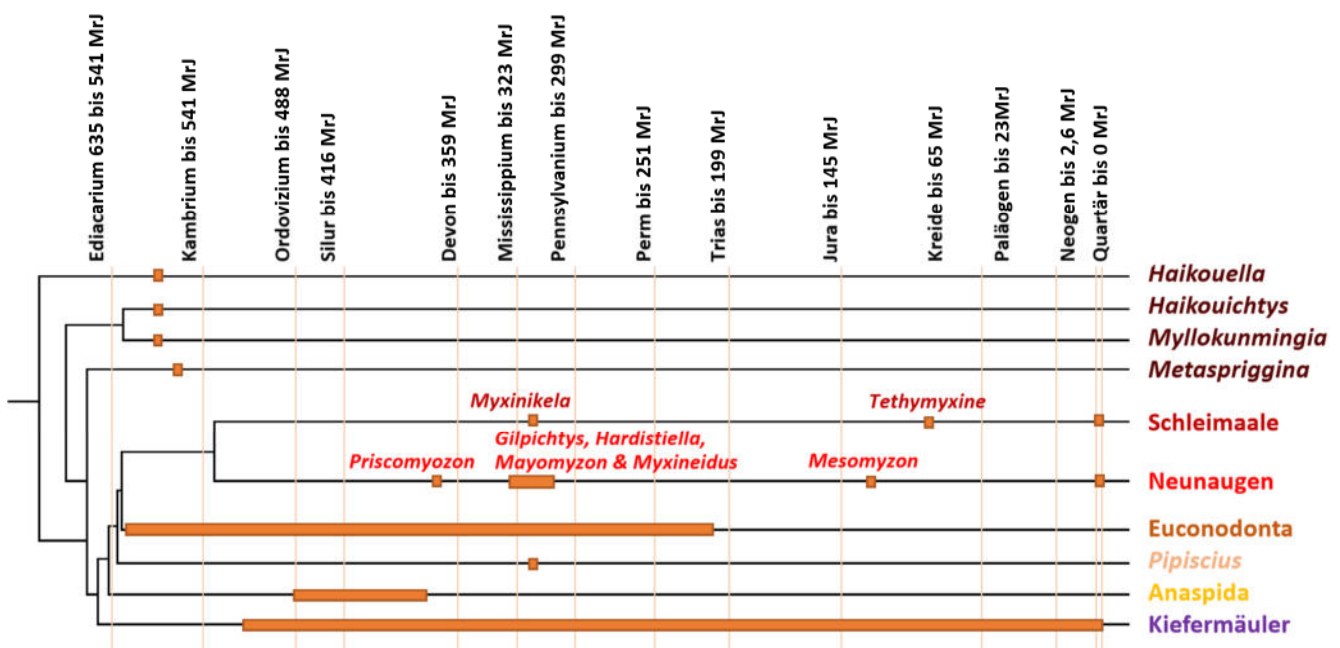 Ediacarium 635 bis 541 MrJ
Kambrium bis 541 MrJ
Ordovizium bis 488 MrJ
Silur bis 416 MrJ
Devon bis 359 MrJ
Mississippium bis 323 MrJ
Pennsylvanium bis 299 MrJ
Perm bis 251 MrJ
Trias bis 199 MrJ
Jura bis 145 MrJ
Kreide bis 65 MrJ
Paläogen bis 23MrJ
Neogen bis 2,6 MrJ
Quartär bis 0 MrJ
Haikouella
Haikouichtys
Myllokunmingia
Metaspriggina
Myxinikela
Tethymyxine
Schleimaale
Gilpichtys, Hardistiella,
Mayomyzon & Myxineidus
Priscomyozon
Mesomyzon
Neunaugen
Euconodonta
Pipiscius
Anaspida
Kiefermäuler